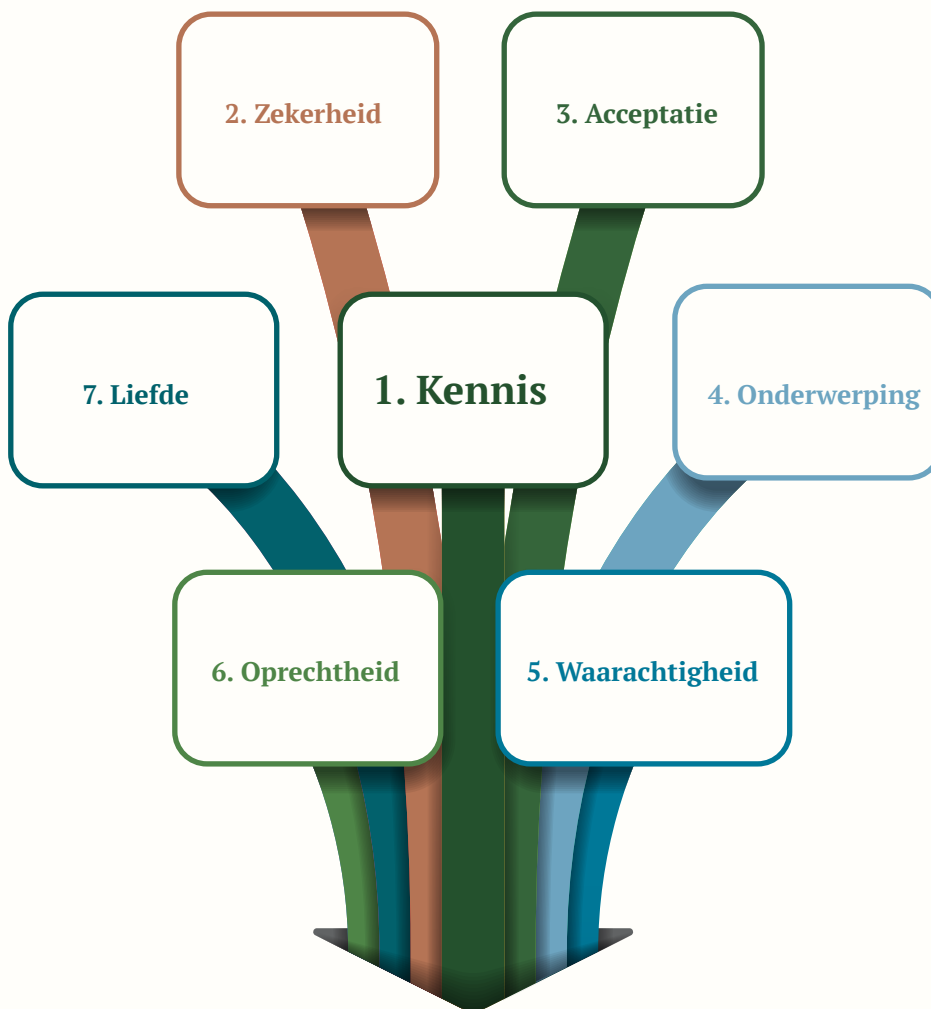 2. Zekerheid
3. Acceptatie
7. Liefde
1. Kennis
4. Onderwerping
6. Oprechtheid
5. Waarachtigheid